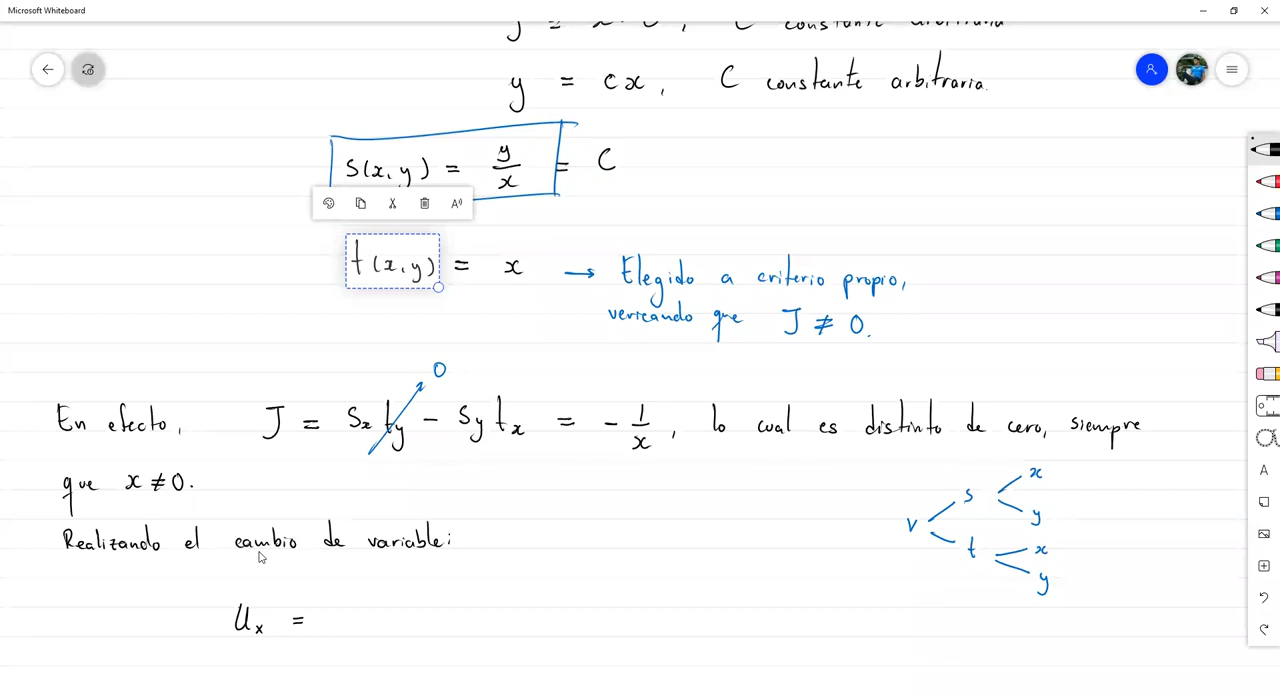 Microsoft Whiteboard
y = cx, C constante arbitraria.
S(x,y) = y/x = C
t(x,y) = x → Elegido a criterio propio,
vericando que J ≠ 0.
0
En efecto, J = Sx ty - Sy tx = - 1/x, lo cual es distinto de cero, siempre
que x ≠ 0.
Realizando el cambio de variable:
v s x
y
t x
y
Ux =